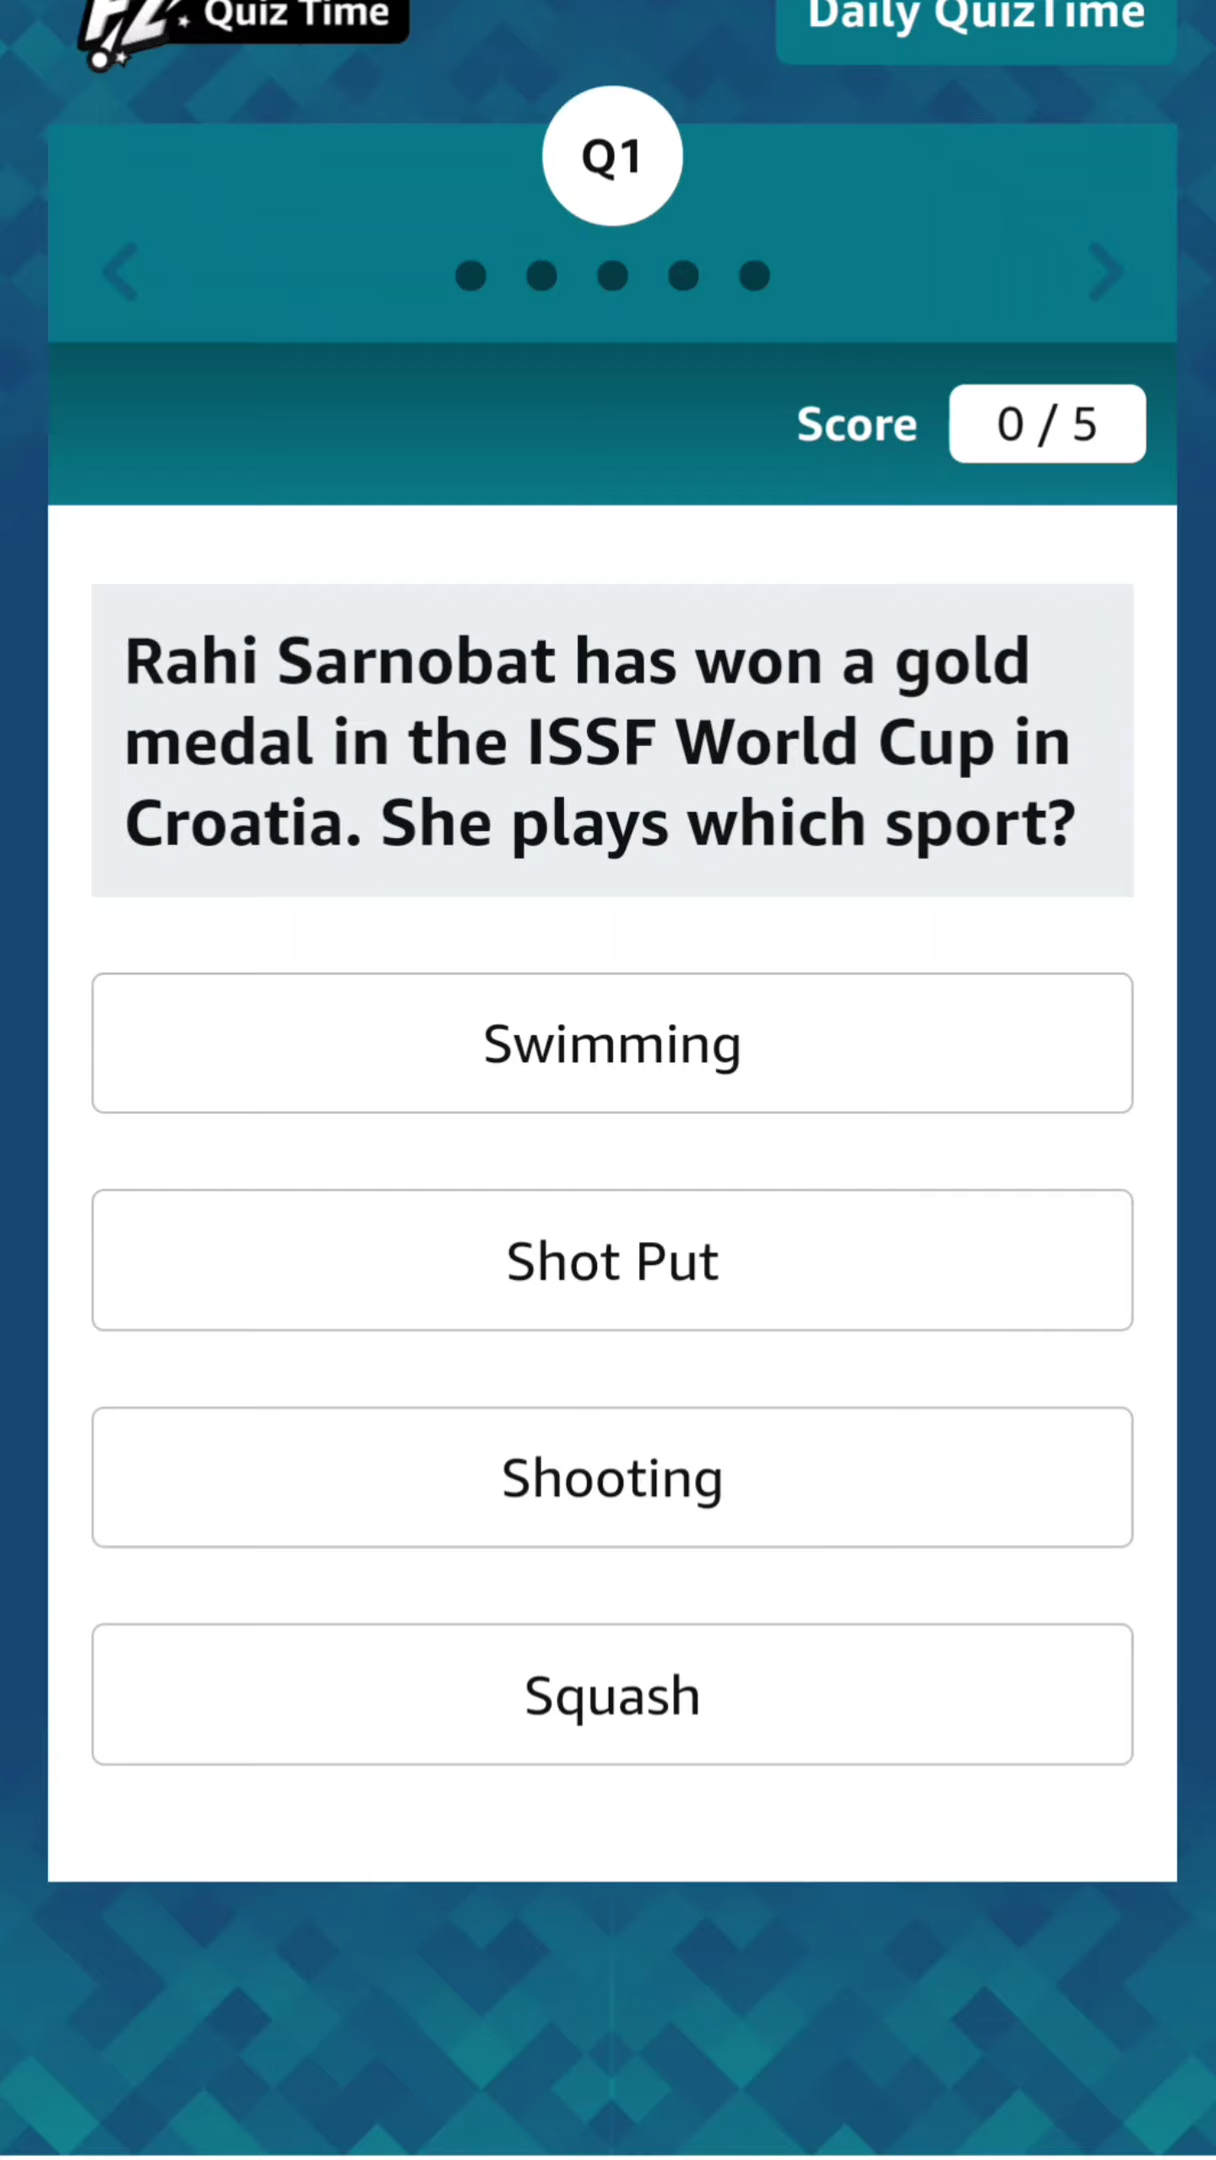 FZ Quiz Time
Daily QuizTime
Q1
Score 0 / 5
Rahi Sarnobat has won a gold
medal in the ISSF World Cup in
Croatia. She plays which sport?
Swimming
Shot Put
Shooting
Squash